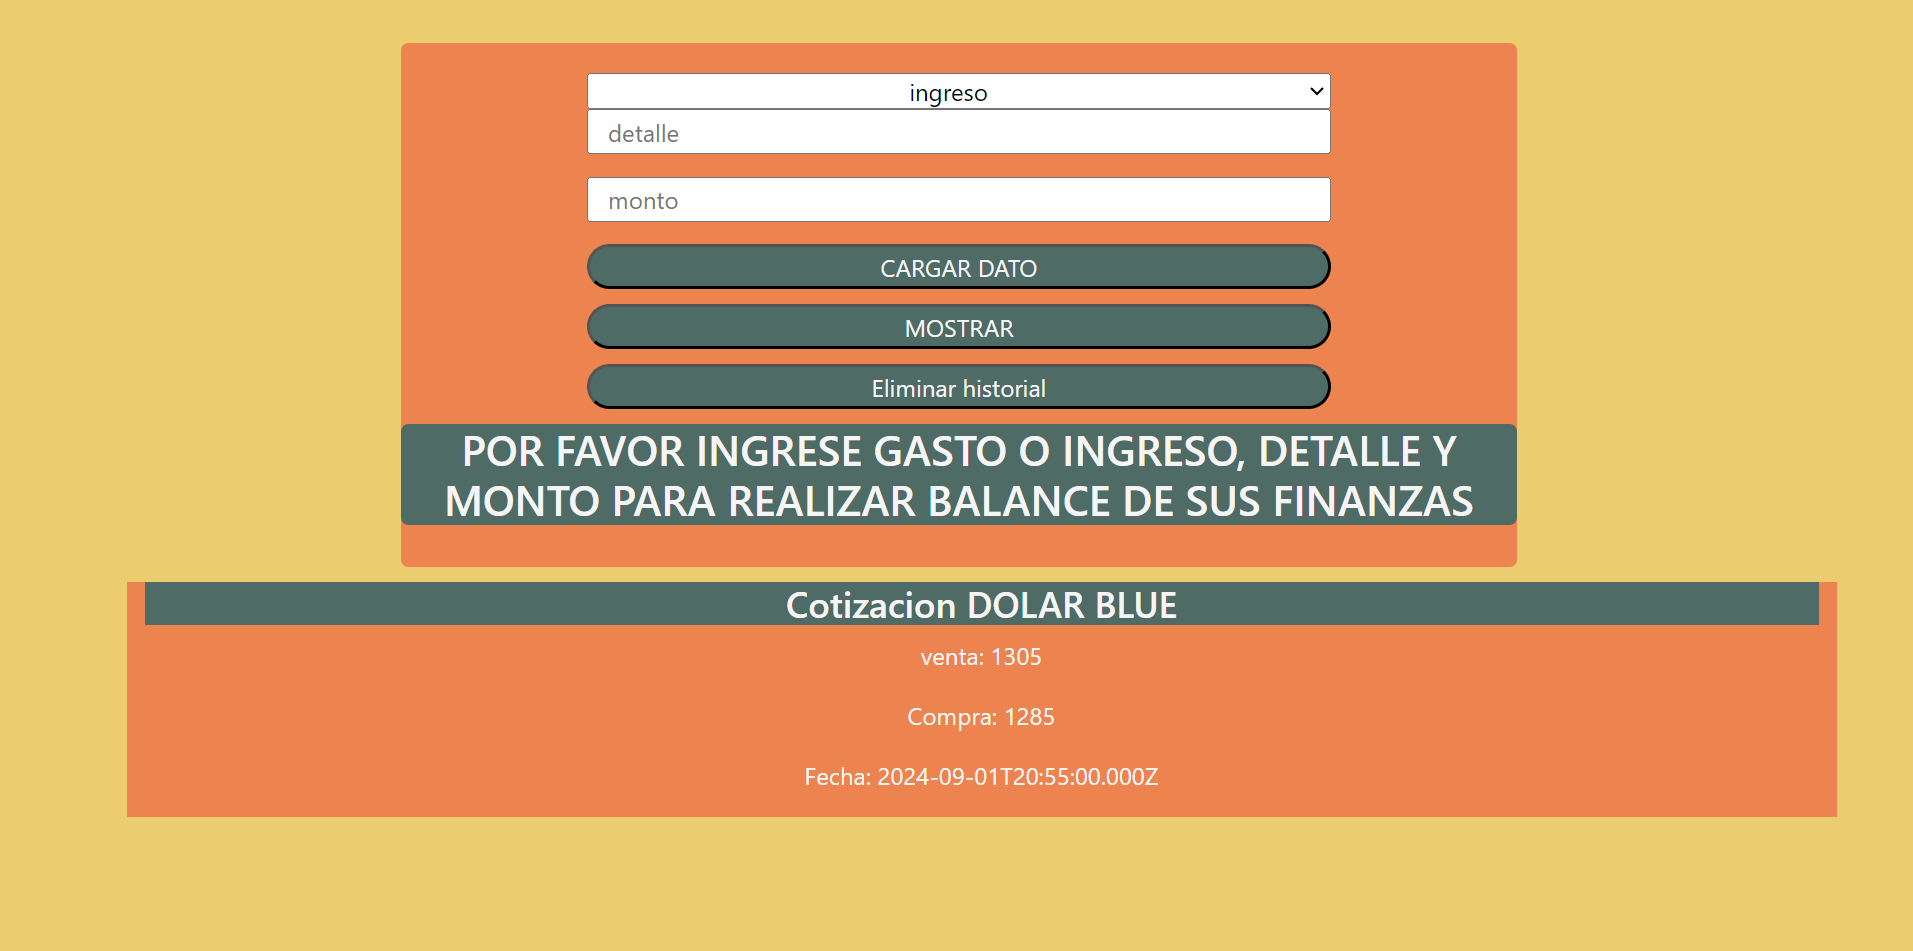 ingreso
detalle
monto
CARGAR DATO
MOSTRAR
Eliminar historial
POR FAVOR INGRESE GASTO O INGRESO, DETALLE Y
MONTO PARA REALIZAR BALANCE DE SUS FINANZAS
Cotizacion DOLAR BLUE
venta: 1305
Compra: 1285
Fecha: 2024-09-01T20:55:00.000Z